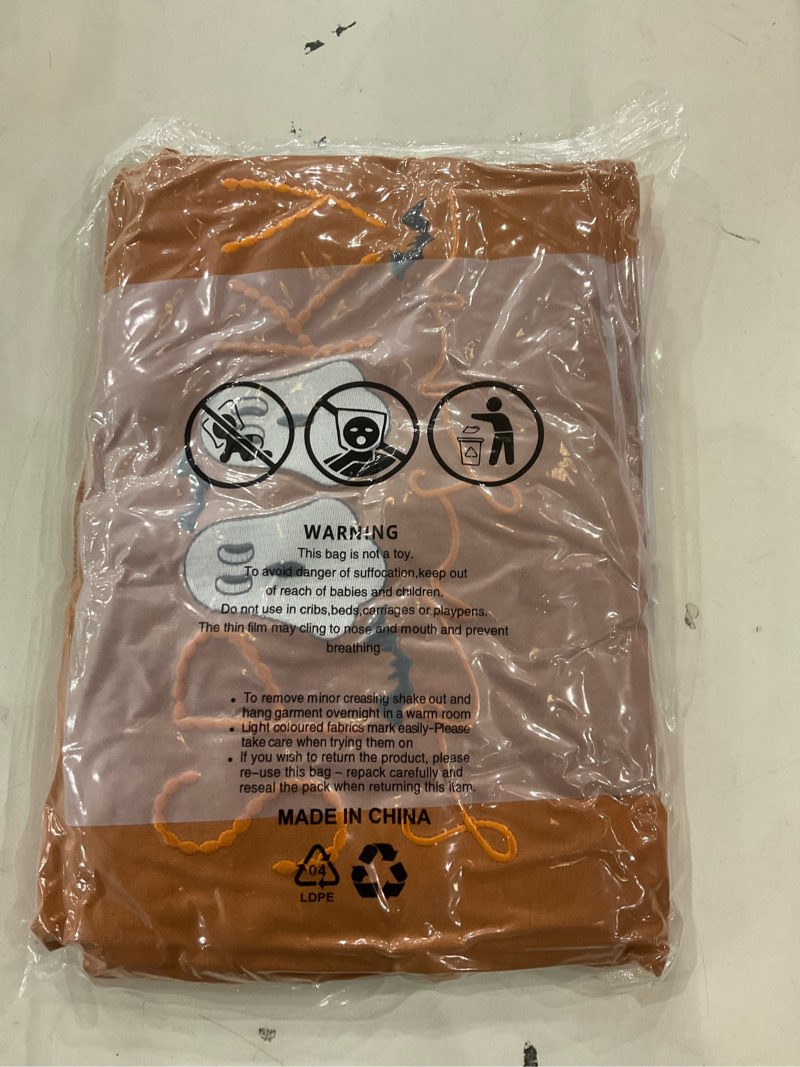 WARNING
This bag is not a toy.
To avoid danger of suffocation,keep out
of reach of babies and children.
Do not use in cribs,beds,carriages or playpens.
The thin film may cling to nose and mouth and prevent
breathing
• To remove minor creasing shake out and
hang garment overnight in a warm room
• Light coloured fabrics mark easily-Please
take care when trying them on
• If you wish to return the product, please
re-use this bag – repack carefully and
reseal the pack when returning this item.
MADE IN CHINA
04
LDPE